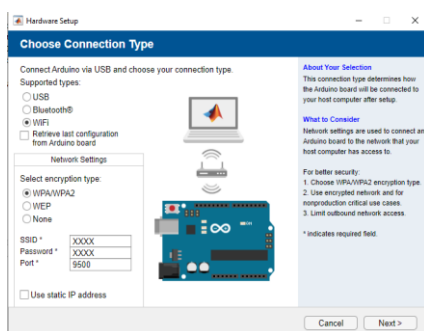 Hardware Setup
Choose Connection Type
Connect Arduino via USB and choose your connection type.
Supported types:
USB
Bluetooth®
WiFi
Retrieve last configuration
from Arduino board
Network Settings
Select encryption type:
WPA/WPA2
WEP
None
SSID * XXXX
Password * XXXX
Port * 9500
Use static IP address
About Your Selection
This connection type determines how
the Arduino board will be connected to
your host computer after setup.
What to Consider
Network settings are used to connect an
Arduino board to the network that your
host computer has access to.
For better security:
1. Choose WPA/WPA2 encryption type.
2. Use encrypted network and for
nonproduction critical use cases.
3. Limit outbound network access.
* indicates required field.
Cancel Next >